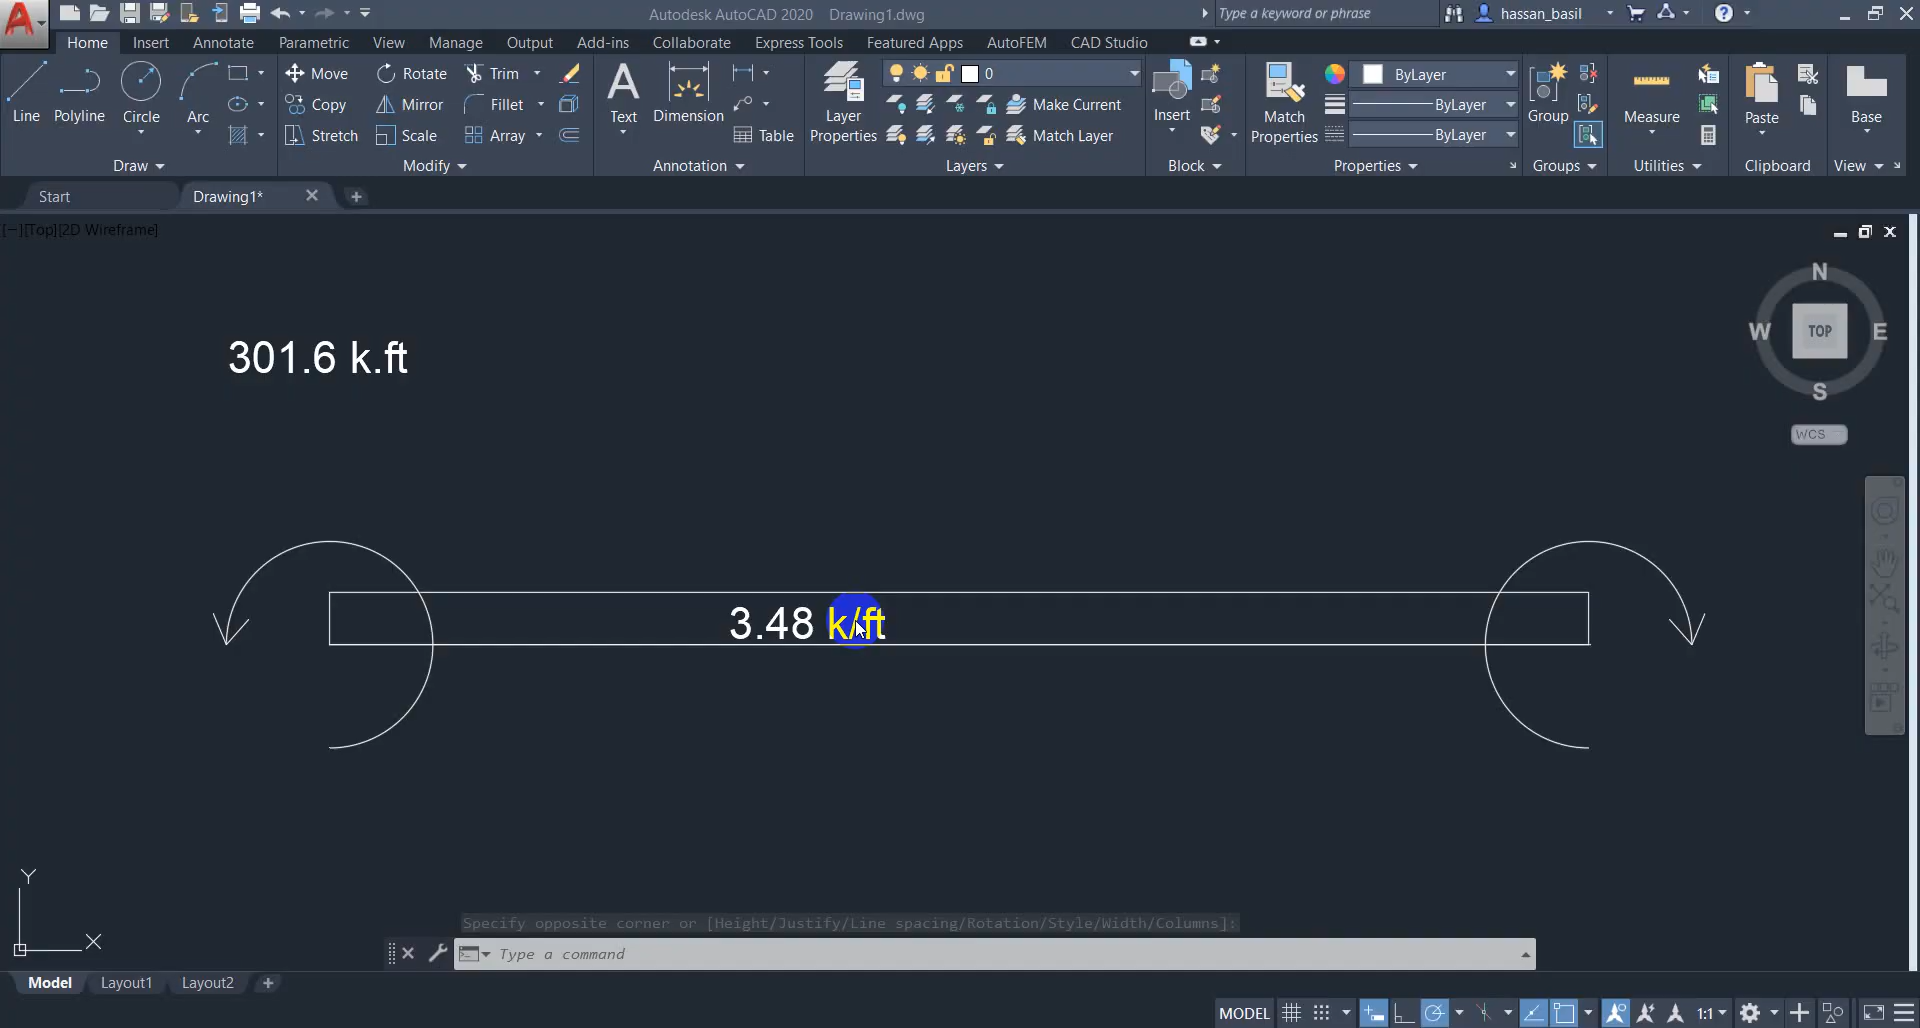 Autodesk AutoCAD 2020 Drawing1.dwg
Type a keyword or phrase
hassan_basil
Home Insert Annotate Parametric View Manage Output Add-ins Collaborate Express Tools Featured Apps AutoFEM CAD Studio
Line Polyline Circle Arc
Move Rotate Trim
Copy Mirror Fillet
Stretch Scale Array
Text Dimension Table
Layer Properties
0
Make Current
Match Layer
Insert
Match Properties
ByLayer
ByLayer
ByLayer
Group
Measure
Paste
Base
Draw Modify Annotation Layers Block Properties Groups Utilities Clipboard View
Start Drawing1*
[−][Top][2D Wireframe]
N
W TOP E
S
WCS
301.6 k.ft
3.48 k/ft
Y
X
Specify opposite corner or [Height/Justify/Line spacing/Rotation/Style/Width/Columns]:
Type a command
Model Layout1 Layout2
MODEL 1:1